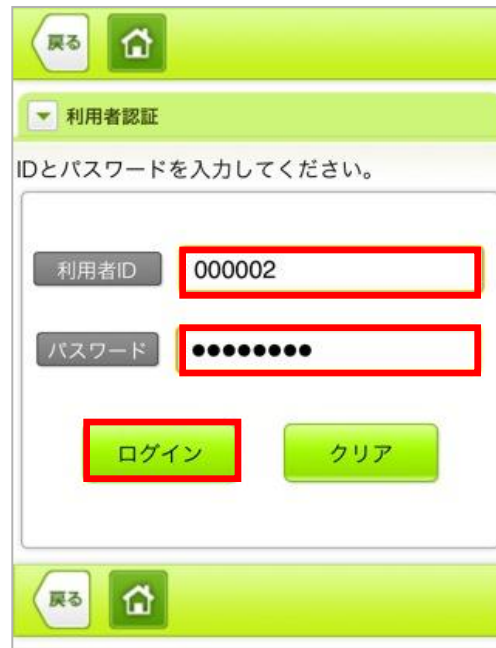 戻る
利用者認証
IDとパスワードを入力してください。
利用者ID 000002
パスワード ●●●●●●●●
ログイン クリア
戻る